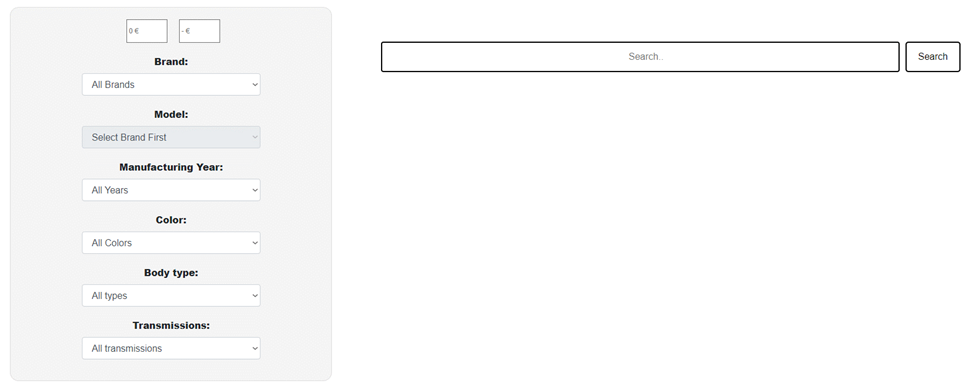 0 € - €
Brand:
All Brands
Model:
Select Brand First
Manufacturing Year:
All Years
Color:
All Colors
Body type:
All types
Transmissions:
All transmissions
Search.. Search